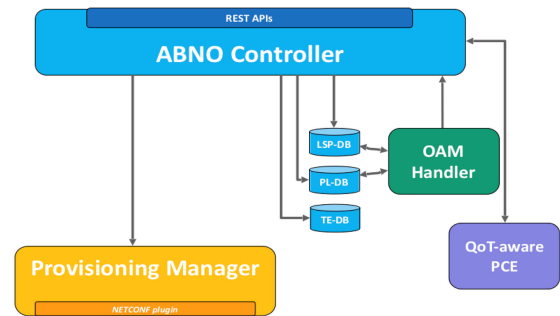 REST APIs
ABNO Controller
LSP-DB
PL-DB
TE-DB
OAM
Handler
QoT-aware
PCE
Provisioning Manager
NETCONF plugin